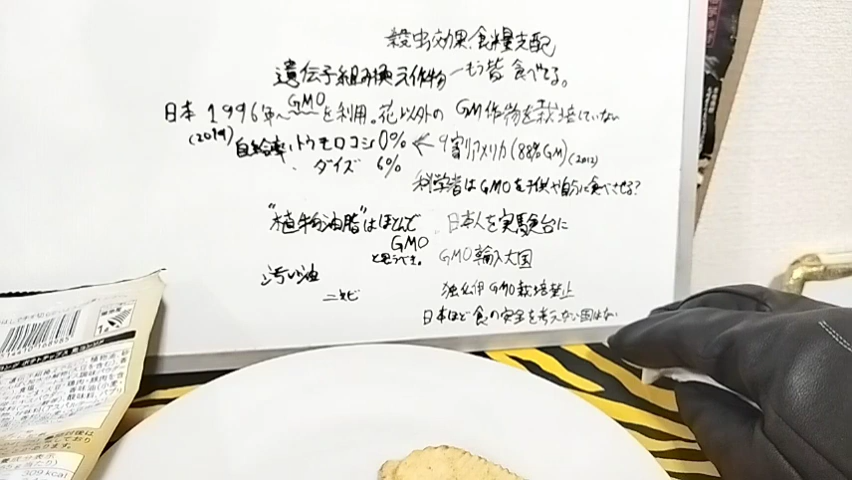 殺虫効果、食糧支配
遺伝子組み換え作物ーもう皆食べてる。
日本 1996年〜GMOを利用。花以外のGM作物を栽培していない
(2019)自給率:トウモロコシ0% ← 9割アメリカ(88%GM)(2012)
ダイズ 6%
科学者はGMOを子供や自分に食べさせる?
"植物油脂"はほとんど
GMO
と思うべき。
日本人を実験台に
GMO輸入大国
汚い油
ニキビ
独仏伊GMO栽培禁止
日本ほど食の安全を考えない国はない
309kcal